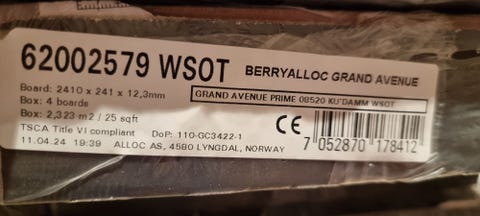 62002579 WSOT BERRYALLOC GRAND AVENUE
Board: 2410 x 241 x 12,3mm
GRAND AVENUE PRIME 08520 KU'DAMM WSOT
Box: 4 boards
Box: 2,323 m2 / 25 sqft
TSCA Title VI compliant DoP: 110-GC3422-1
CE
11.04.24 19:39 ALLOC AS, 4580 LYNGDAL, NORWAY
7 052870 178412